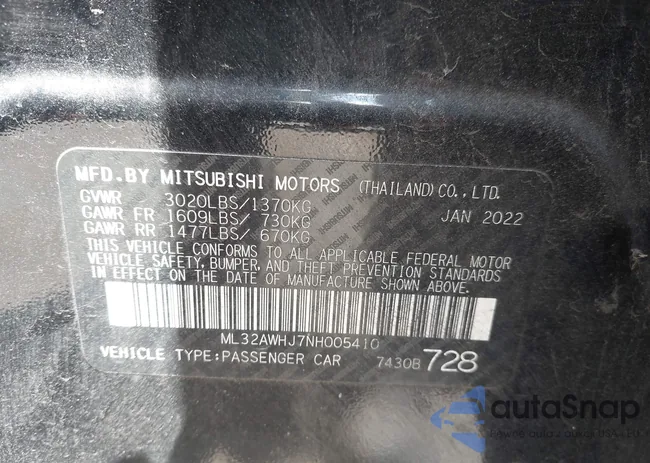 MFD.BY MITSUBISHI MOTORS (THAILAND) CO., LTD.
GVWR 3020LBS/1370KG JAN 2022
GAWR FR 1609LBS/ 730KG
GAWR RR 1477LBS/ 670KG
THIS VEHICLE CONFORMS TO ALL APPLICABLE FEDERAL MOTOR
VEHICLE SAFETY, BUMPER, AND THEFT PREVENTION STANDARDS
IN EFFECT ON THE DATE OF MANUFACTURE SHOWN ABOVE.
ML32AWHJ7NH005410
VEHICLE TYPE:PASSENGER CAR 7430B 728
autoSnap